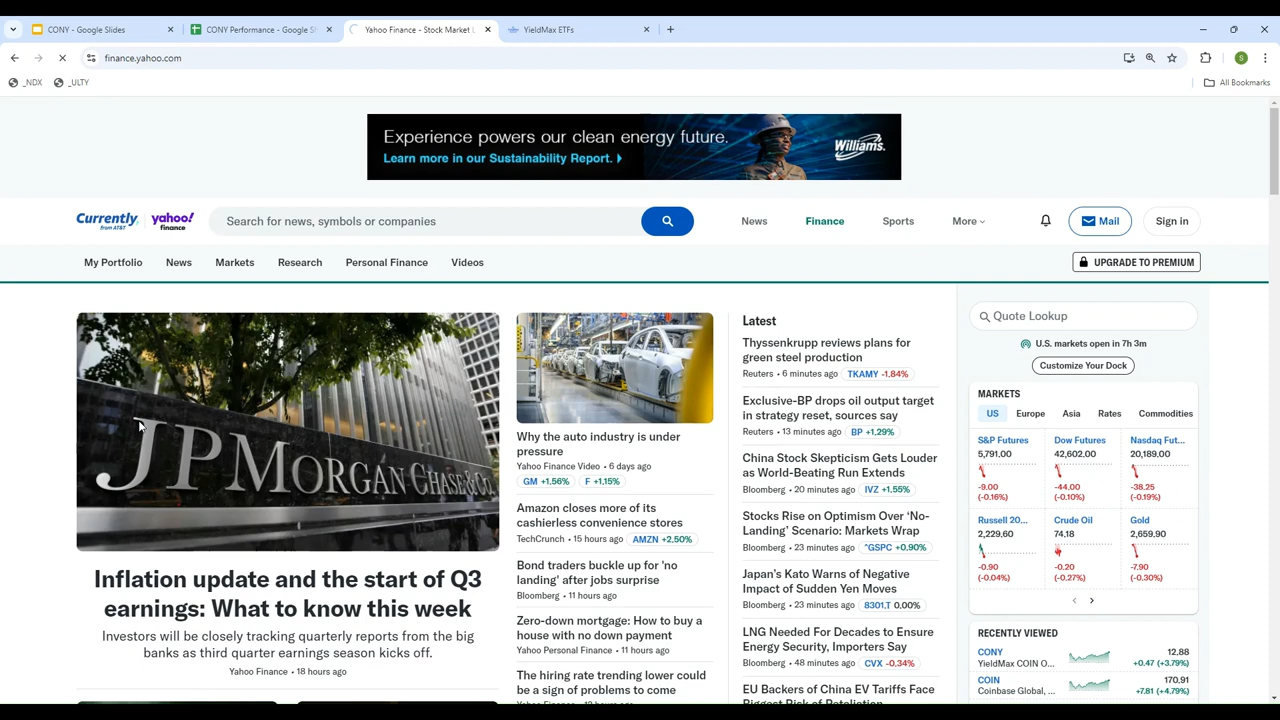 CONY - Google Slides
CONY Performance - Google S
Yahoo Finance - Stock Market L
YieldMax ETFs
finance.yahoo.com
_NDX
_ULTY
All Bookmarks
S
Experience powers our clean energy future.
Learn more in our Sustainability Report.
Williams.
Currently
from AT&T
yahoo!
finance
Search for news, symbols or companies
News
Finance
Sports
More
Mail
Sign in
My Portfolio
News
Markets
Research
Personal Finance
Videos
UPGRADE TO PREMIUM
JPMORGAN CHASE & CO.
Inflation update and the start of Q3
earnings: What to know this week
Investors will be closely tracking quarterly reports from the big
banks as third quarter earnings season kicks off.
Yahoo Finance • 18 hours ago
Why the auto industry is under
pressure
Yahoo Finance Video • 6 days ago
GM +1.56%
F +1.15%
Amazon closes more of its
cashierless convenience stores
TechCrunch • 15 hours ago
AMZN +2.50%
Bond traders buckle up for 'no
landing' after jobs surprise
Bloomberg • 11 hours ago
Zero-down mortgage: How to buy a
house with no down payment
Yahoo Personal Finance • 11 hours ago
The hiring rate trending lower could
be a sign of problems to come
Latest
Thyssenkrupp reviews plans for
green steel production
Reuters • 6 minutes ago
TKAMY -1.84%
Exclusive-BP drops oil output target
in strategy reset, sources say
Reuters • 13 minutes ago
BP +1.29%
China Stock Skepticism Gets Louder
as World-Beating Run Extends
Bloomberg • 20 minutes ago
IVZ +1.55%
Stocks Rise on Optimism Over ‘No-
Landing’ Scenario: Markets Wrap
Bloomberg • 23 minutes ago
^GSPC +0.90%
Japan’s Kato Warns of Negative
Impact of Sudden Yen Moves
Bloomberg • 23 minutes ago
8301.T 0.00%
LNG Needed For Decades to Ensure
Energy Security, Importers Say
Bloomberg • 48 minutes ago
CVX -0.34%
EU Backers of China EV Tariffs Face
Biggest Risk of Retaliation
Quote Lookup
U.S. markets open in 7h 3m
Customize Your Dock
MARKETS
US
Europe
Asia
Rates
Commodities
S&P Futures
5,791.00
-9.00
(-0.16%)
Dow Futures
42,602.00
-44.00
(-0.10%)
Nasdaq Fut...
20,189.00
-38.25
(-0.19%)
Russell 20...
2,229.60
-0.90
(-0.04%)
Crude Oil
74.18
-0.20
(-0.27%)
Gold
2,659.90
-7.90
(-0.30%)
RECENTLY VIEWED
CONY
YieldMax COIN O...
12.88
+0.47 (+3.79%)
COIN
Coinbase Global, ...
170.91
+7.81 (+4.79%)